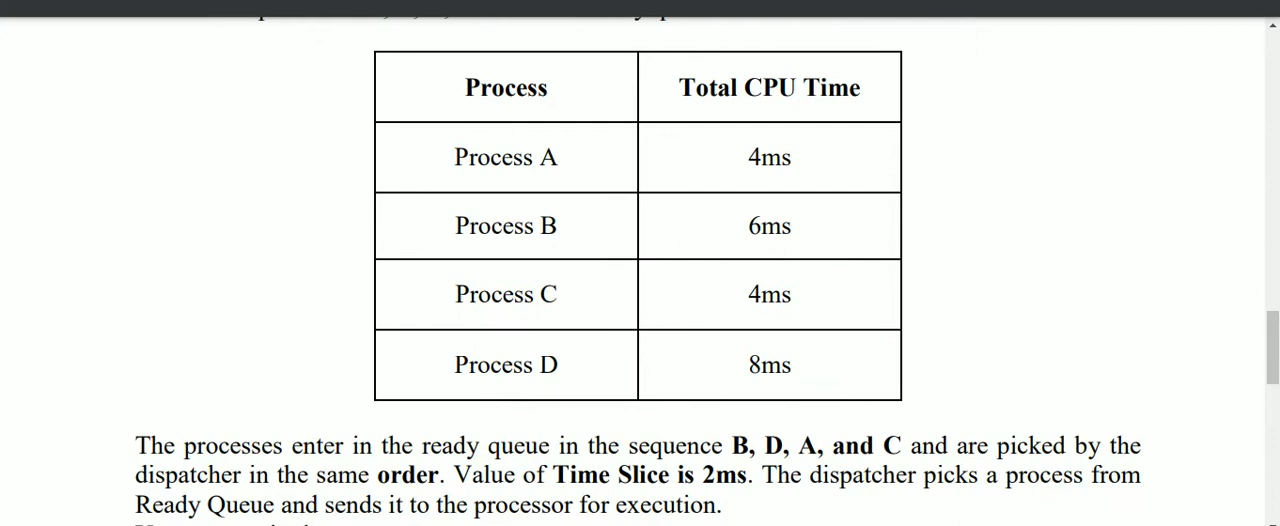 Process Total CPU Time
Process A 4ms
Process B 6ms
Process C 4ms
Process D 8ms
The processes enter in the ready queue in the sequence B, D, A, and C and are picked by the
dispatcher in the same order. Value of Time Slice is 2ms. The dispatcher picks a process from
Ready Queue and sends it to the processor for execution.